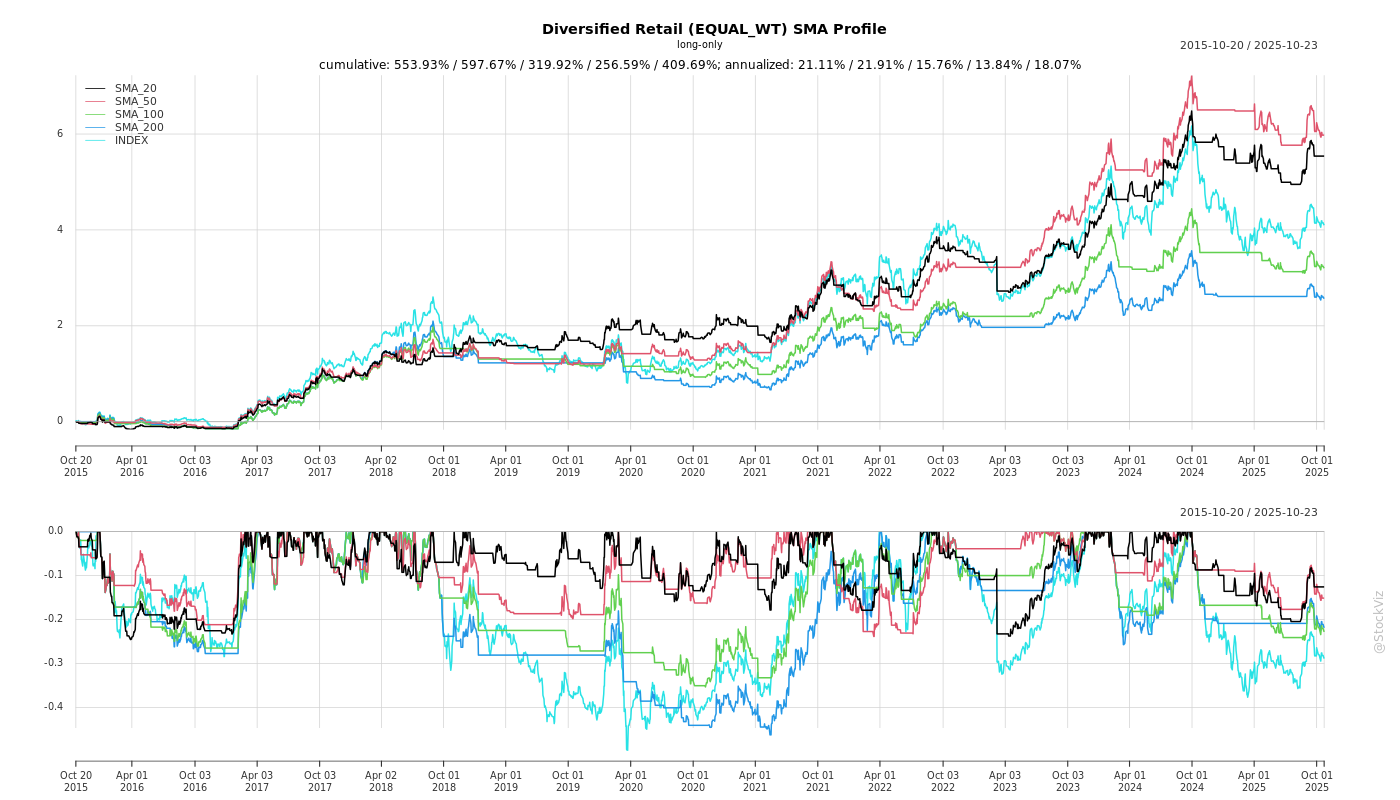 Diversified Retail (EQUAL_WT) SMA Profile
long-only
2015-10-20 / 2025-10-23
cumulative: 553.93% / 597.67% / 319.92% / 256.59% / 409.69%; annualized: 21.11% / 21.91% / 15.76% / 13.84% / 18.07%
SMA_20
SMA_50
SMA_100
SMA_200
INDEX
6
4
2
0
Oct 20 Apr 01 Oct 03 Apr 03 Oct 03 Apr 02 Oct 01 Apr 01 Oct 01 Apr 01 Oct 01 Apr 01 Oct 01 Apr 01 Oct 03 Apr 03 Oct 03 Apr 01 Oct 01 Apr 01 Oct 01
2015 2016 2016 2017 2017 2018 2018 2019 2019 2020 2020 2021 2021 2022 2022 2023 2023 2024 2024 2025 2025
2015-10-20 / 2025-10-23
0.0
-0.1
-0.2
-0.3
-0.4
Oct 20 Apr 01 Oct 03 Apr 03 Oct 03 Apr 02 Oct 01 Apr 01 Oct 01 Apr 01 Oct 01 Apr 01 Oct 01 Apr 01 Oct 03 Apr 03 Oct 03 Apr 01 Oct 01 Apr 01 Oct 01
2015 2016 2016 2017 2017 2018 2018 2019 2019 2020 2020 2021 2021 2022 2022 2023 2023 2024 2024 2025 2025
@StockViz